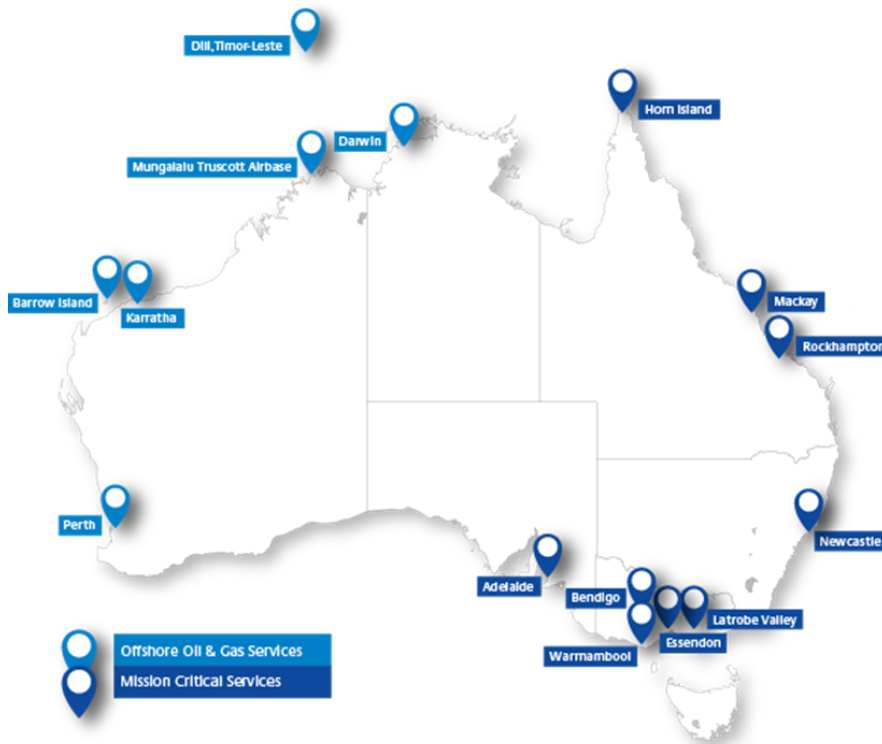 Dili,Timor-Leste
Horn Island
Darwin
Mungalalu Truscott Airbase
Barrow Island
Karratha
Mackay
Rockhampton
Perth
Newcastle
Adelaide
Bendigo
Latrobe Valley
Essendon
Warrnambool
Offshore Oil & Gas Services
Mission Critical Services